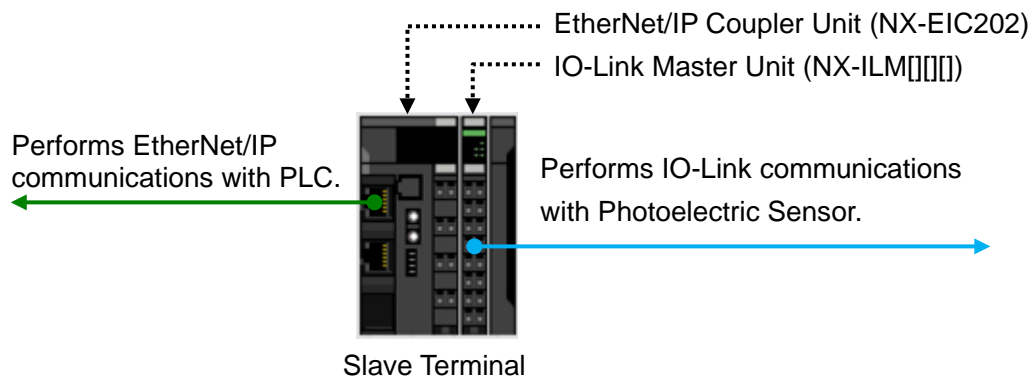 EtherNet/IP Coupler Unit (NX-EIC202)
IO-Link Master Unit (NX-ILM[][][])
Performs EtherNet/IP
communications with PLC.
Performs IO-Link communications
with Photoelectric Sensor.
Slave Terminal